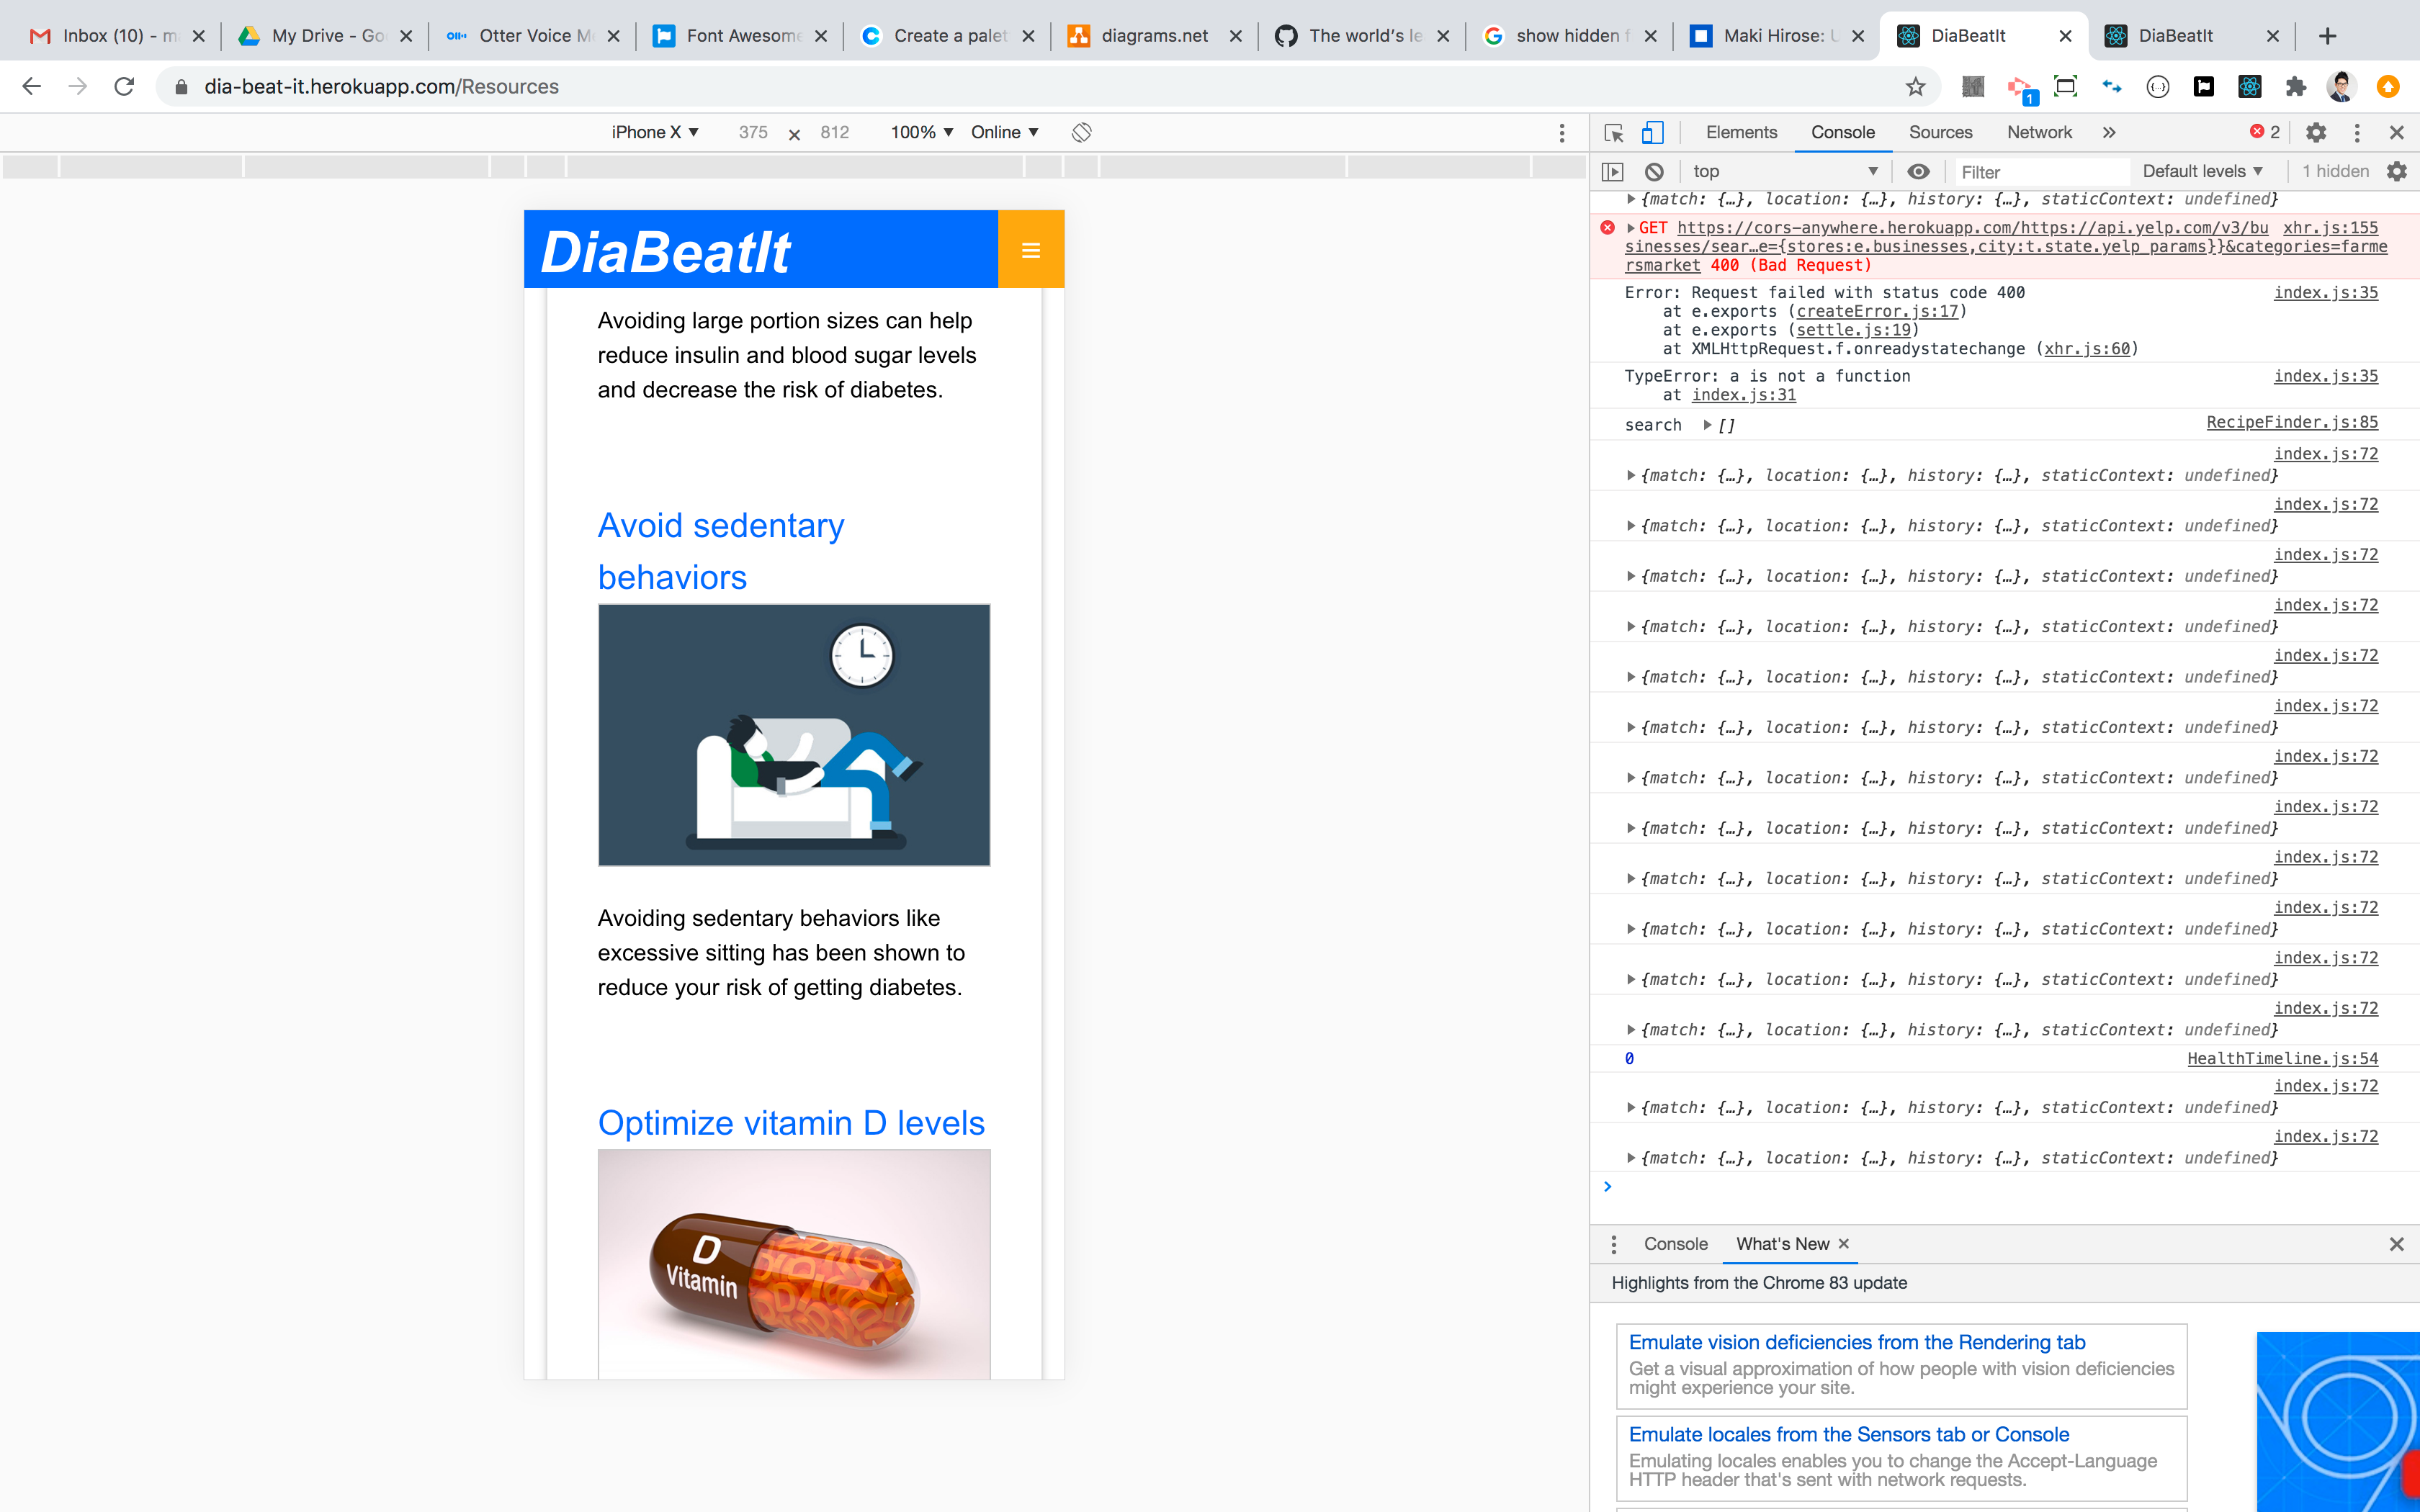 Inbox (10) - m
My Drive - Go
Otter Voice M
Font Awesome
Create a palet
diagrams.net
The world's le
show hidden f
Maki Hirose: U
DiaBeatIt
DiaBeatIt
dia-beat-it.herokuapp.com/Resources
1
iPhone X ▼ 375 × 812 100% ▼ Online ▼
Elements Console Sources Network » 2
top ▼ Filter Default levels ▼ 1 hidden
DiaBeatIt
Avoiding large portion sizes can help
reduce insulin and blood sugar levels
and decrease the risk of diabetes.
Avoid sedentary
behaviors
Avoiding sedentary behaviors like
excessive sitting has been shown to
reduce your risk of getting diabetes.
Optimize vitamin D levels
D
Vitamin
▶{match: {…}, location: {…}, history: {…}, staticContext: undefined}
▶GET https://cors-anywhere.herokuapp.com/https://api.yelp.com/v3/bu xhr.js:155
sinesses/sear…e={stores:e.businesses,city:t.state.yelp_params}}&categories=farme
rsmarket 400 (Bad Request)
Error: Request failed with status code 400 index.js:35
at e.exports (createError.js:17)
at e.exports (settle.js:19)
at XMLHttpRequest.f.onreadystatechange (xhr.js:60)
TypeError: a is not a function index.js:35
at index.js:31
search ▶[] RecipeFinder.js:85
index.js:72
▶{match: {…}, location: {…}, history: {…}, staticContext: undefined}
index.js:72
▶{match: {…}, location: {…}, history: {…}, staticContext: undefined}
index.js:72
▶{match: {…}, location: {…}, history: {…}, staticContext: undefined}
index.js:72
▶{match: {…}, location: {…}, history: {…}, staticContext: undefined}
index.js:72
▶{match: {…}, location: {…}, history: {…}, staticContext: undefined}
index.js:72
▶{match: {…}, location: {…}, history: {…}, staticContext: undefined}
index.js:72
▶{match: {…}, location: {…}, history: {…}, staticContext: undefined}
index.js:72
▶{match: {…}, location: {…}, history: {…}, staticContext: undefined}
index.js:72
▶{match: {…}, location: {…}, history: {…}, staticContext: undefined}
index.js:72
▶{match: {…}, location: {…}, history: {…}, staticContext: undefined}
index.js:72
▶{match: {…}, location: {…}, history: {…}, staticContext: undefined}
index.js:72
▶{match: {…}, location: {…}, history: {…}, staticContext: undefined}
0 HealthTimeline.js:54
index.js:72
▶{match: {…}, location: {…}, history: {…}, staticContext: undefined}
index.js:72
▶{match: {…}, location: {…}, history: {…}, staticContext: undefined}
Console What's New ×
Highlights from the Chrome 83 update
Emulate vision deficiencies from the Rendering tab
Get a visual approximation of how people with vision deficiencies
might experience your site.
Emulate locales from the Sensors tab or Console
Emulating locales enables you to change the Accept-Language
HTTP header that's sent with network requests.